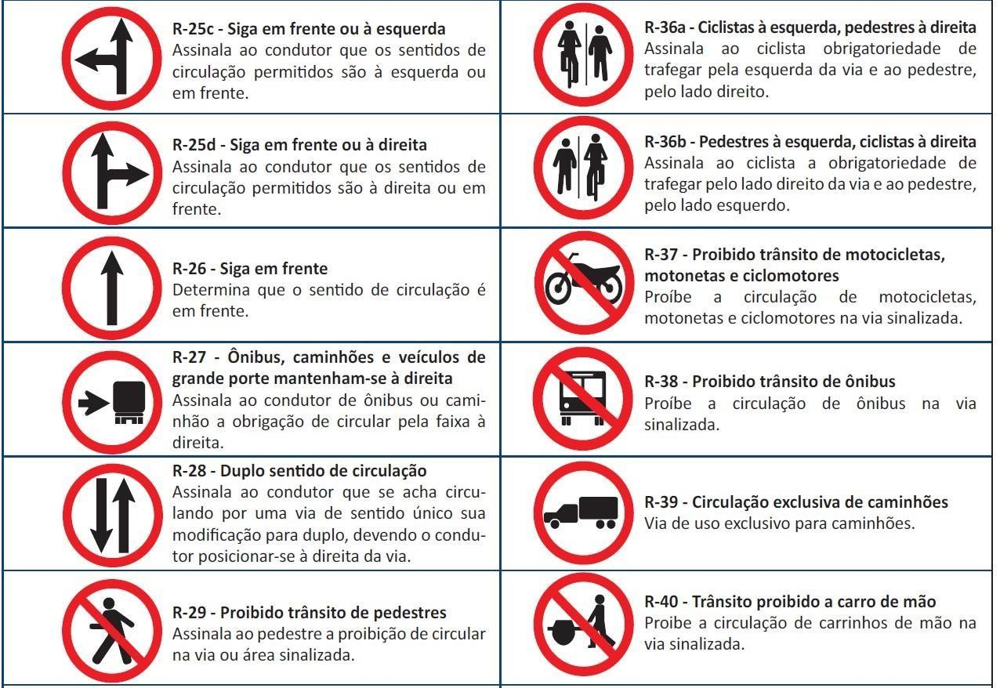 R-25c - Siga em frente ou à esquerda
Assinala ao condutor que os sentidos de
circulação permitidos são à esquerda ou
em frente.
R-25d - Siga em frente ou à direita
Assinala ao condutor que os sentidos de
circulação permitidos são à direita ou em
frente.
R-26 - Siga em frente
Determina que o sentido de circulação é
em frente.
R-27 - Ônibus, caminhões e veículos de
grande porte mantenham-se à direita
Assinala ao condutor de ônibus ou cami-
nhão a obrigação de circular pela faixa à
direita.
R-28 - Duplo sentido de circulação
Assinala ao condutor que se acha circu-
lando por uma via de sentido único sua
modificação para duplo, devendo o condu-
tor posicionar-se à direita da via.
R-29 - Proibido trânsito de pedestres
Assinala ao pedestre a proibição de circular
na via ou área sinalizada.
R-36a - Ciclistas à esquerda, pedestres à direita
Assinala ao ciclista obrigatoriedade de
trafegar pela esquerda da via e ao pedestre,
pelo lado direito.
R-36b - Pedestres à esquerda, ciclistas à direita
Assinala ao ciclista a obrigatoriedade de
trafegar pelo lado direito da via e ao pedestre,
pelo lado esquerdo.
R-37 - Proibido trânsito de motocicletas,
motonetas e ciclomotores
Proíbe a circulação de motocicletas,
motonetas e ciclomotores na via sinalizada.
R-38 - Proibido trânsito de ônibus
Proíbe a circulação de ônibus na via
sinalizada.
R-39 - Circulação exclusiva de caminhões
Via de uso exclusivo para caminhões.
R-40 - Trânsito proibido a carro de mão
Proibe a circulação de carrinhos de mão na
via sinalizada.